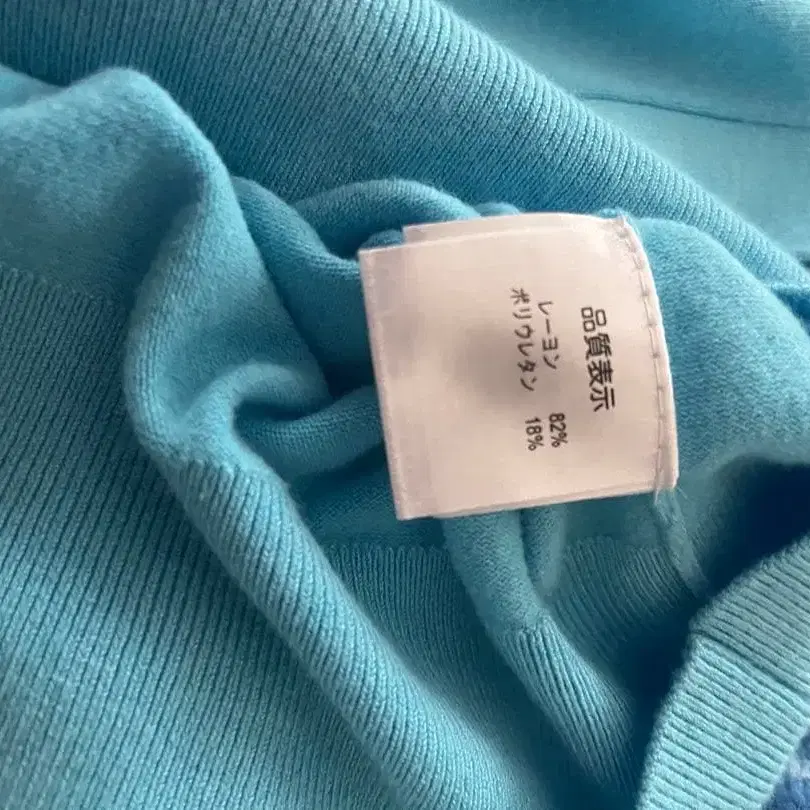 品質表示
レーヨン 82%
ポリウレタン 18%